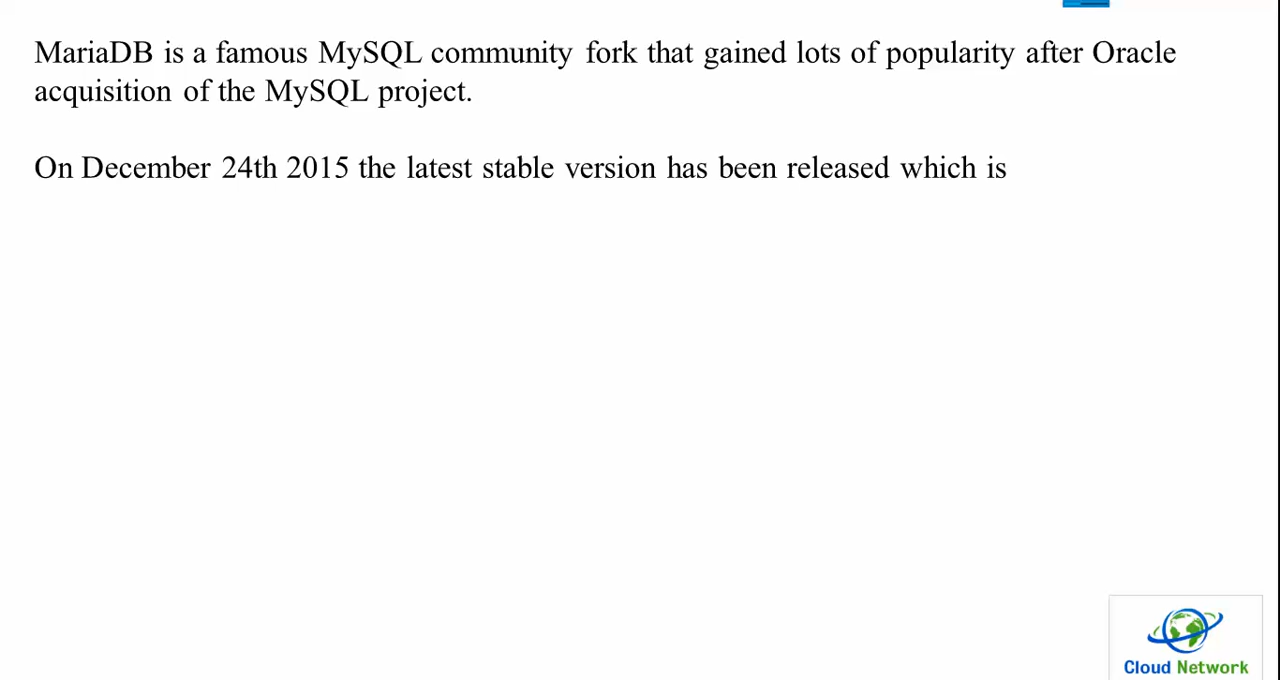 MariaDB is a famous MySQL community fork that gained lots of popularity after Oracle
acquisition of the MySQL project.
On December 24th 2015 the latest stable version has been released which is
Cloud Network